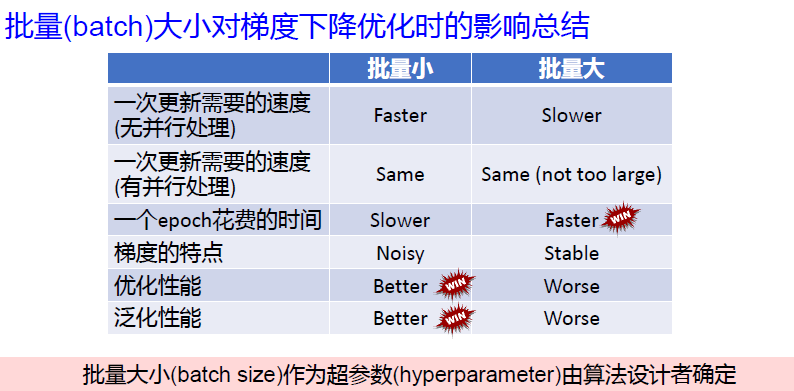 批量(batch)大小对梯度下降优化时的影响总结
批量小 批量大
一次更新需要的速度
(无并行处理) Faster Slower
一次更新需要的速度
(有并行处理) Same Same (not too large)
一个epoch花费的时间 Slower Faster WIN
梯度的特点 Noisy Stable
优化性能 Better WIN Worse
泛化性能 Better WIN Worse
批量大小(batch size)作为超参数(hyperparameter)由算法设计者确定